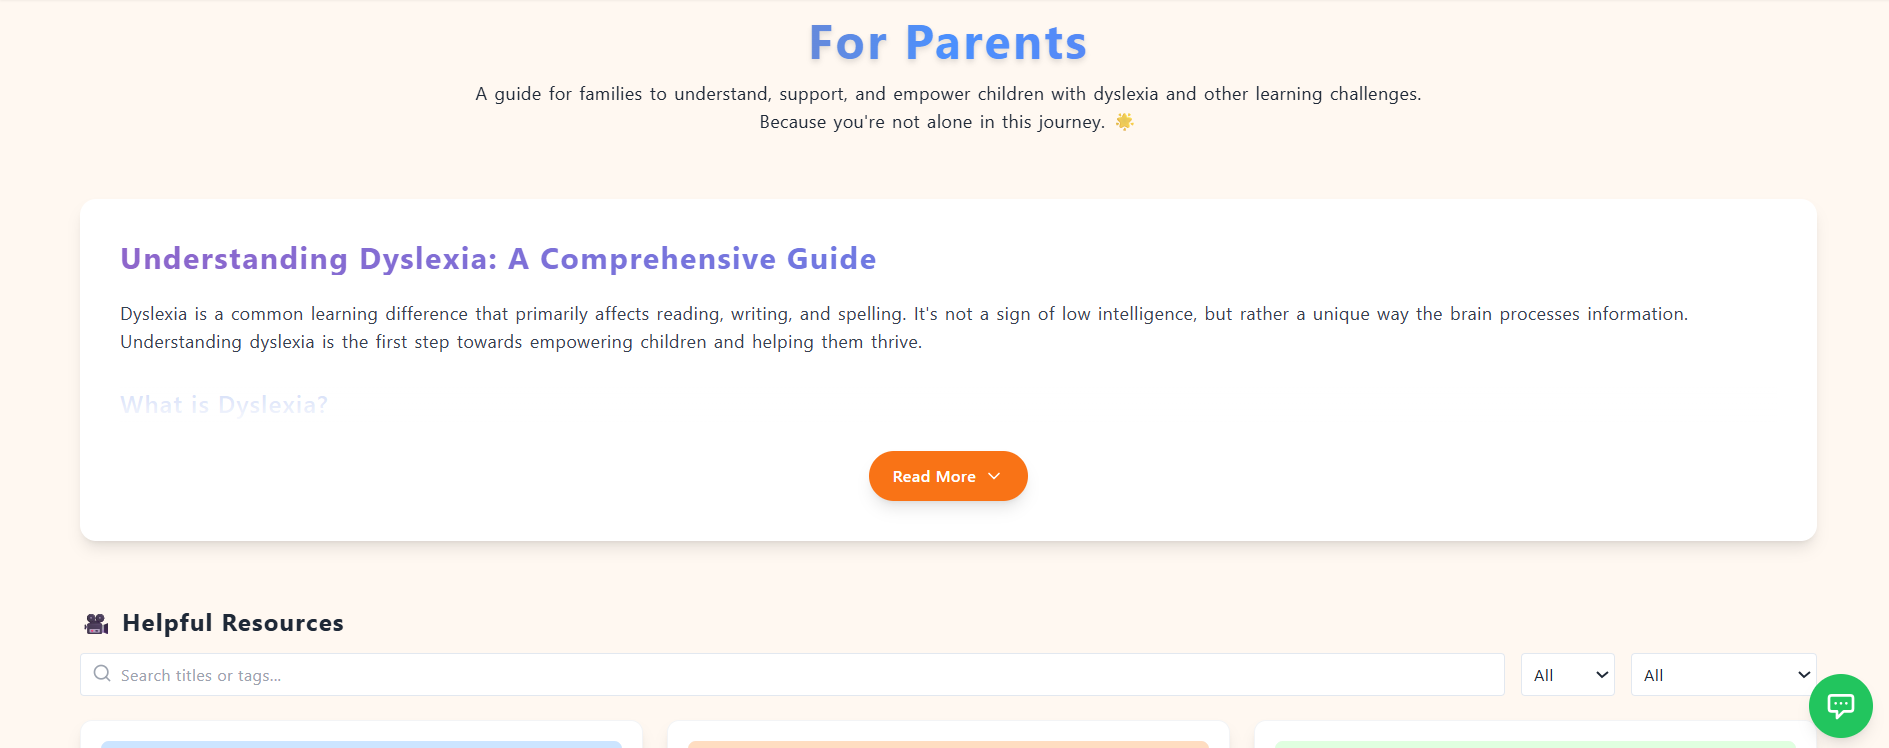 For Parents
A guide for families to understand, support, and empower children with dyslexia and other learning challenges.
Because you're not alone in this journey. 🌟
Understanding Dyslexia: A Comprehensive Guide
Dyslexia is a common learning difference that primarily affects reading, writing, and spelling. It's not a sign of low intelligence, but rather a unique way the brain processes information.
Understanding dyslexia is the first step towards empowering children and helping them thrive.
What is Dyslexia?
Read More
🎥 Helpful Resources
Search titles or tags...
All
All